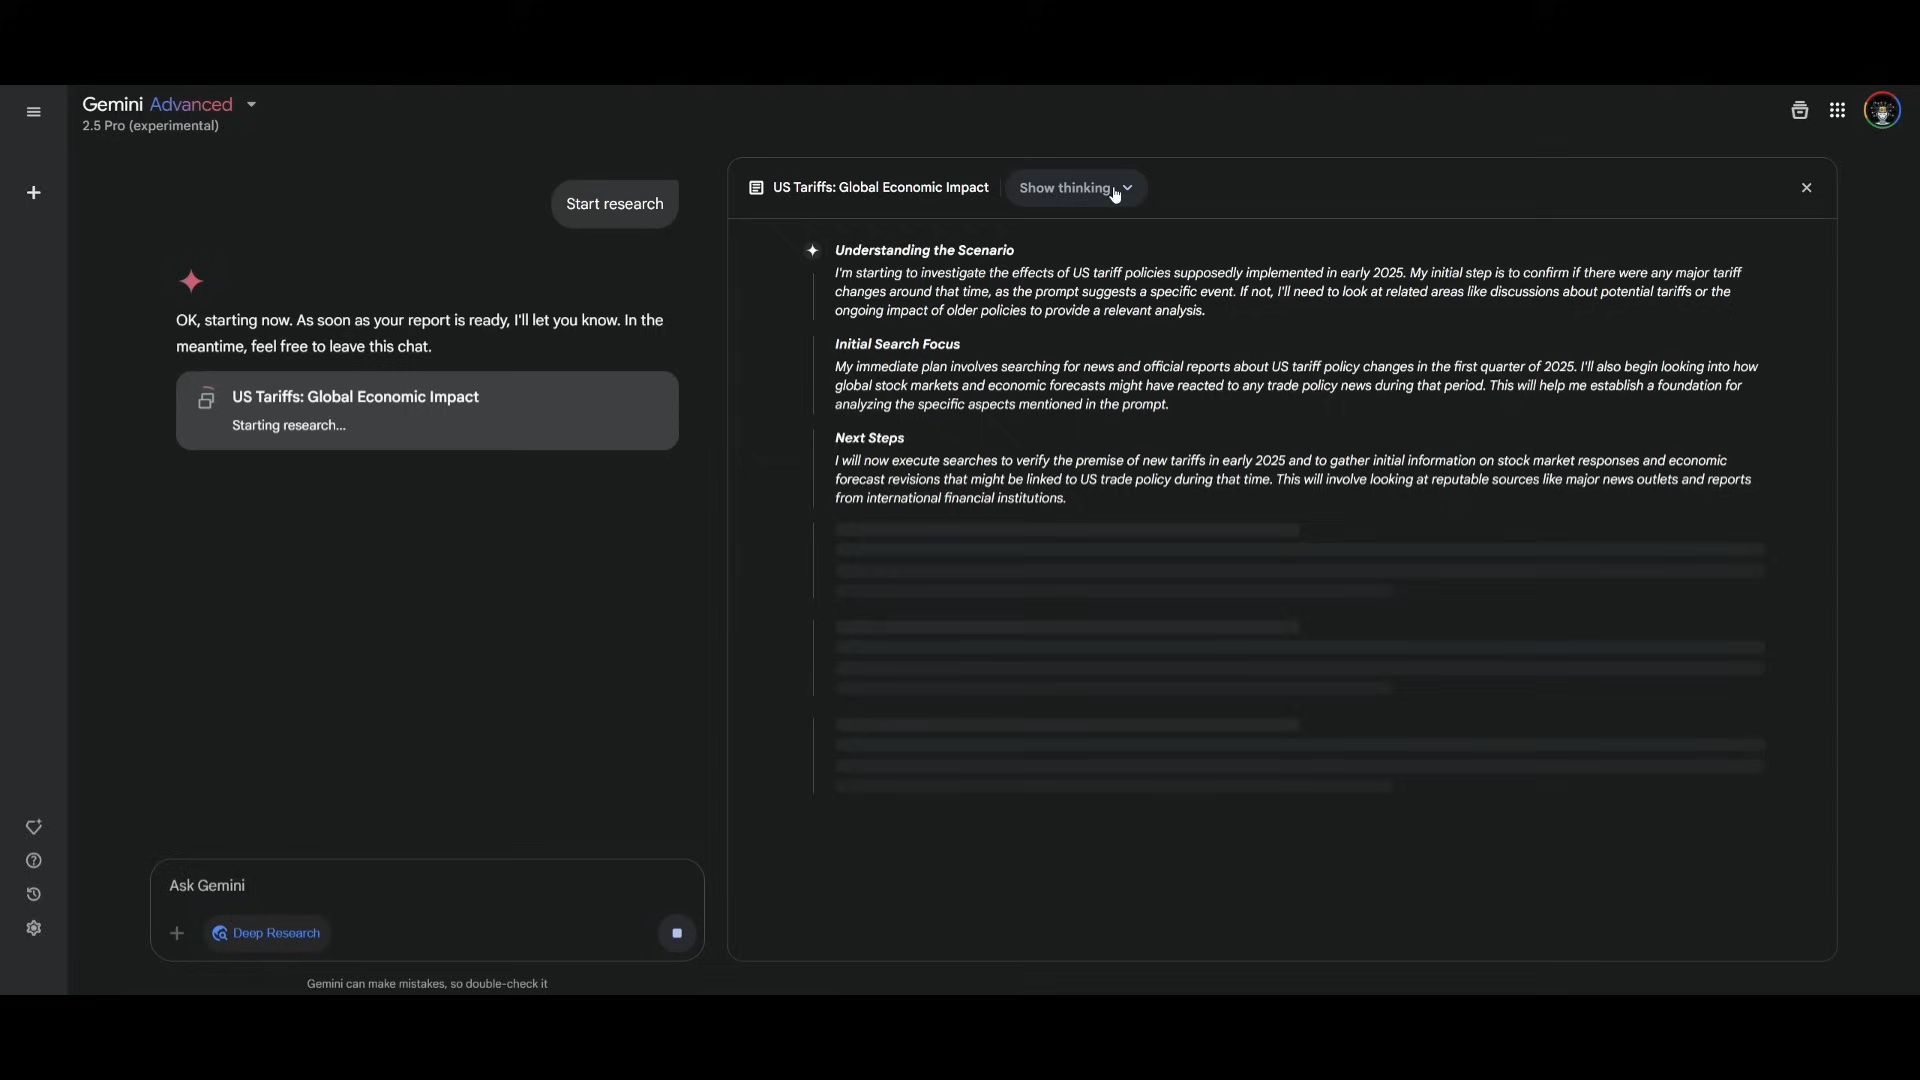 Gemini Advanced
2.5 Pro (experimental)
Start research
OK, starting now. As soon as your report is ready, I'll let you know. In the
meantime, feel free to leave this chat.
US Tariffs: Global Economic Impact
Starting research...
Ask Gemini
Deep Research
Gemini can make mistakes, so double-check it
US Tariffs: Global Economic Impact
Show thinking
Understanding the Scenario
I'm starting to investigate the effects of US tariff policies supposedly implemented in early 2025. My initial step is to confirm if there were any major tariff
changes around that time, as the prompt suggests a specific event. If not, I'll need to look at related areas like discussions about potential tariffs or the
ongoing impact of older policies to provide a relevant analysis.
Initial Search Focus
My immediate plan involves searching for news and official reports about US tariff policy changes in the first quarter of 2025. I'll also begin looking into how
global stock markets and economic forecasts might have reacted to any trade policy news during that period. This will help me establish a foundation for
analyzing the specific aspects mentioned in the prompt.
Next Steps
I will now execute searches to verify the premise of new tariffs in early 2025 and to gather initial information on stock market responses and economic
forecast revisions that might be linked to US trade policy during that time. This will involve looking at reputable sources like major news outlets and reports
from international financial institutions.